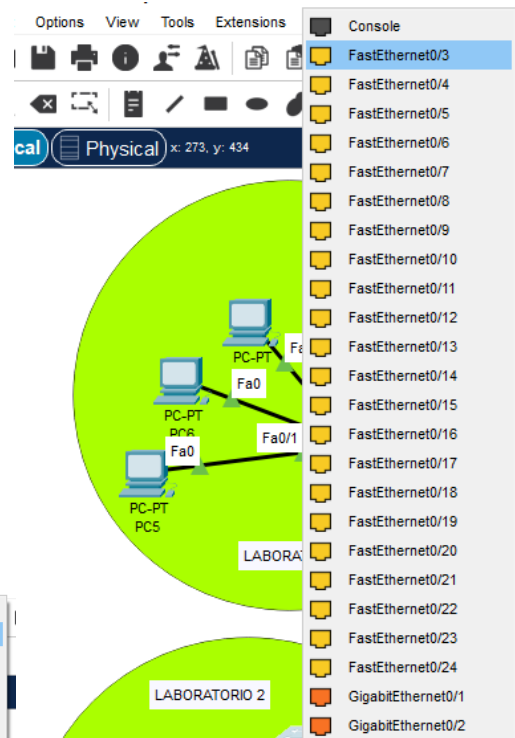 Options View Tools Extensions
cal
Physical x: 273, y: 434
Console
FastEthernet0/3
FastEthernet0/4
FastEthernet0/5
FastEthernet0/6
FastEthernet0/7
FastEthernet0/8
FastEthernet0/9
FastEthernet0/10
FastEthernet0/11
FastEthernet0/12
FastEthernet0/13
FastEthernet0/14
FastEthernet0/15
FastEthernet0/16
FastEthernet0/17
FastEthernet0/18
FastEthernet0/19
FastEthernet0/20
FastEthernet0/21
FastEthernet0/22
FastEthernet0/23
FastEthernet0/24
GigabitEthernet0/1
GigabitEthernet0/2
PC-PT
Fa
Fa0
PC-PT
PC6
Fa0/1
Fa0
PC-PT
PC5
LABORA
LABORATORIO 2